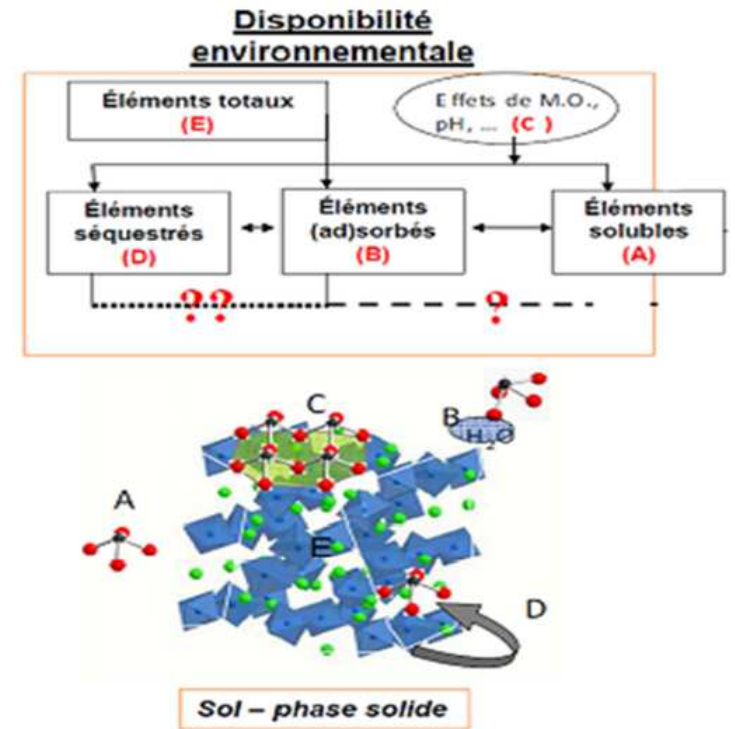 Disponibilité
environnementale
Éléments totaux
(E)
Effets de M.O.,
pH, ... (C )
Éléments
séquestrés
(D)
Éléments
(ad)sorbés
(B)
Éléments
solubles
(A)
??
?
C
B
H₂O
A
E
D
Sol – phase solide